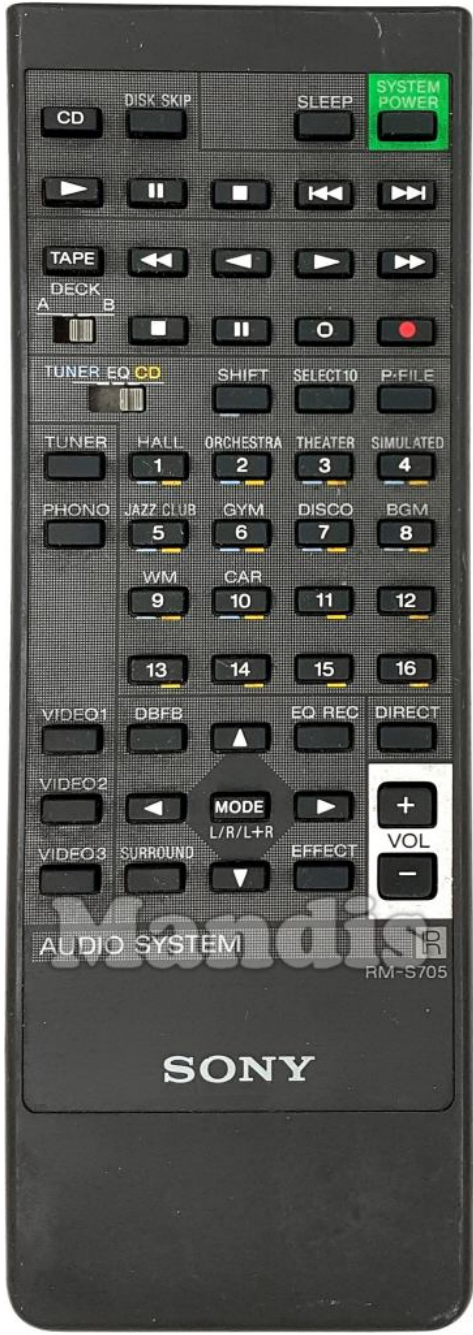 SYSTEM
DISK SKIP SLEEP POWER
CD
TAPE
DECK
A B
TUNER EQ CD SHIFT SELECT10 P·FILE
TUNER HALL ORCHESTRA THEATER SIMULATED
1 2 3 4
PHONO JAZZ CLUB GYM DISCO BGM
5 6 7 8
WM CAR
9 10 11 12
13 14 15 16
VIDEO1 DBFB EQ REC DIRECT
VIDEO2
MODE +
L/R/L+R VOL
VIDEO3 SURROUND EFFECT
−
Mandis
AUDIO SYSTEM R
RM-S705
SONY